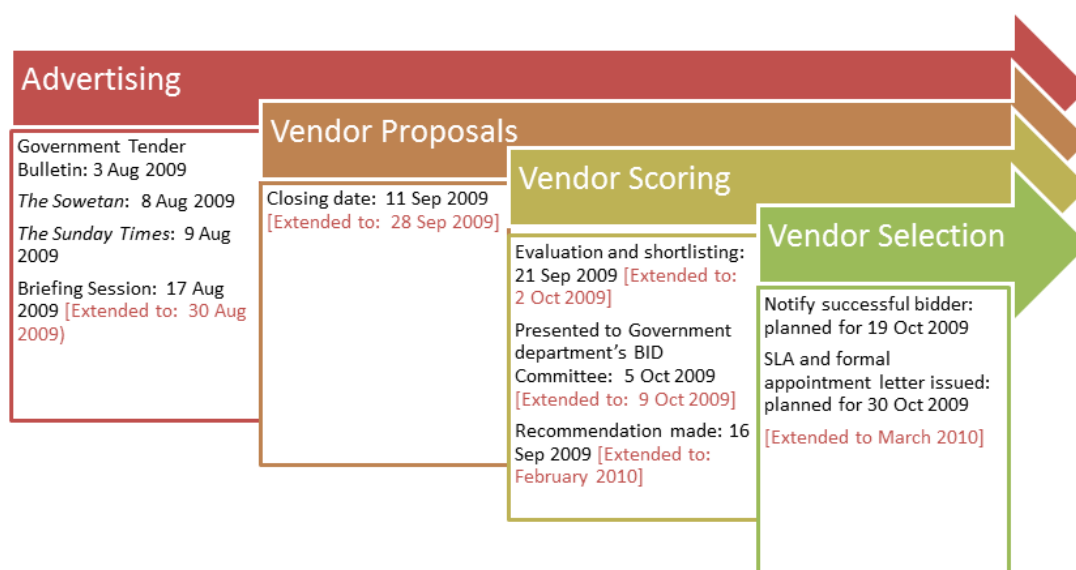 Advertising
Government Tender
Bulletin: 3 Aug 2009
The Sowetan: 8 Aug 2009
The Sunday Times: 9 Aug
2009
Briefing Session: 17 Aug
2009 [Extended to: 30 Aug
2009)
Vendor Proposals
Closing date: 11 Sep 2009
[Extended to: 28 Sep 2009]
Vendor Scoring
Evaluation and shortlisting:
21 Sep 2009 [Extended to:
2 Oct 2009]
Presented to Government
department's BID
Committee: 5 Oct 2009
[Extended to: 9 Oct 2009]
Recommendation made: 16
Sep 2009 [Extended to:
February 2010]
Vendor Selection
Notify successful bidder:
planned for 19 Oct 2009
SLA and formal
appointment letter issued:
planned for 30 Oct 2009
[Extended to March 2010]